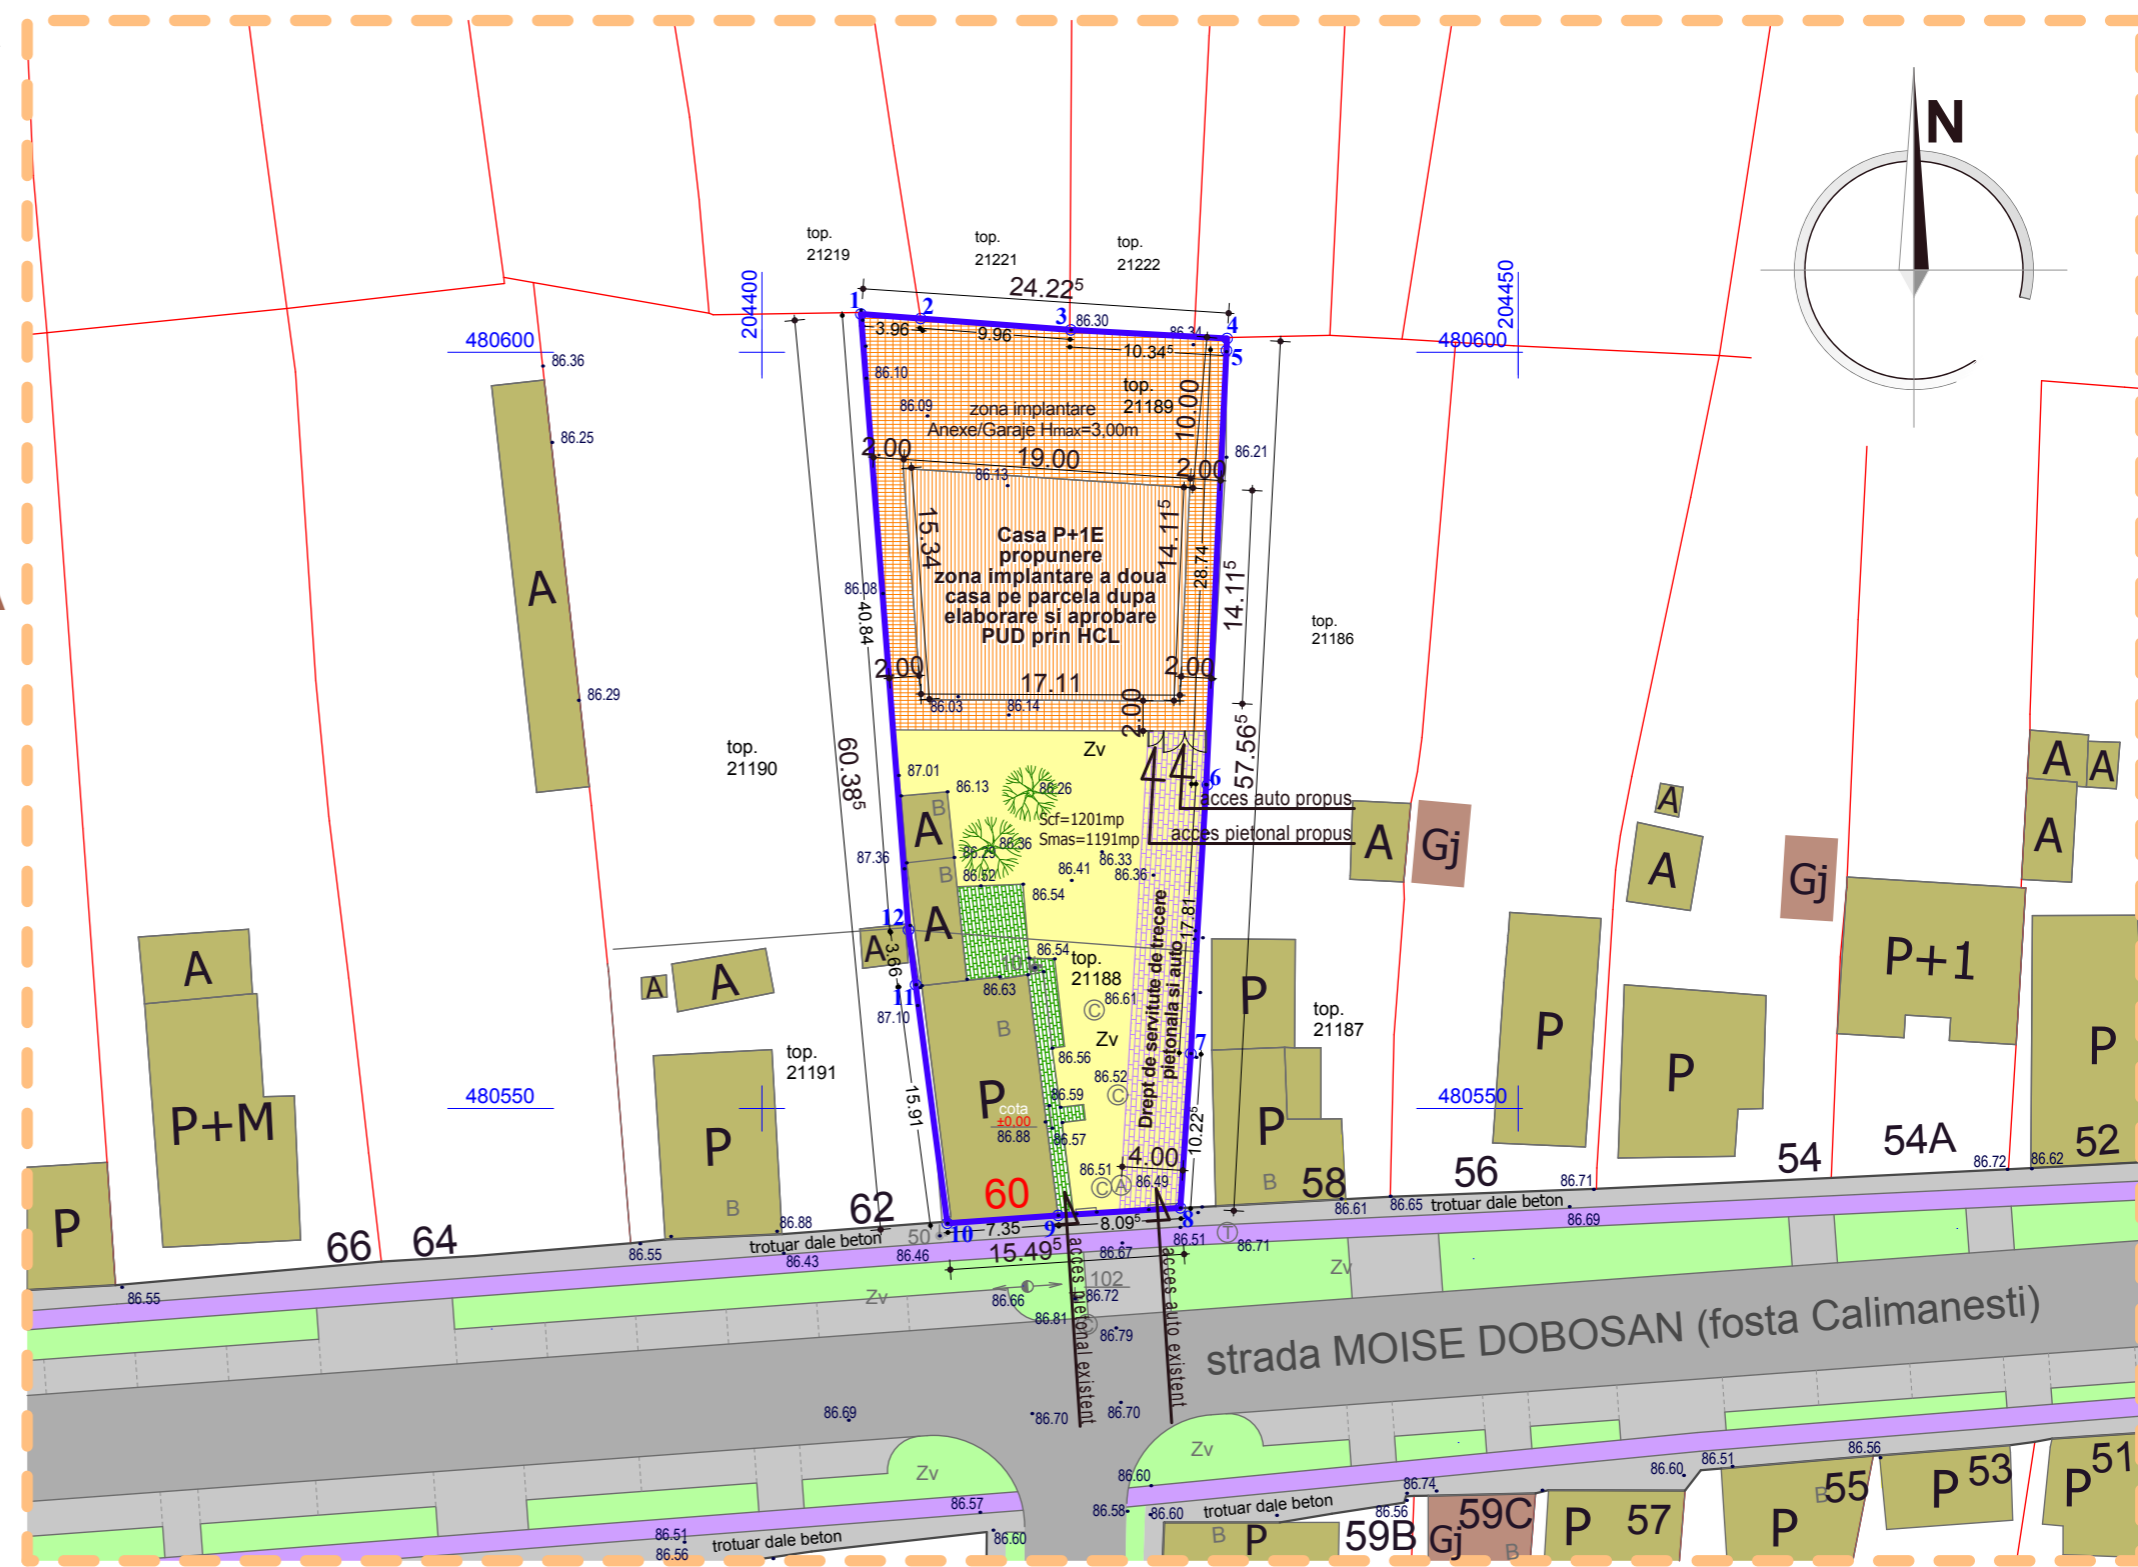 N
top.
21219
top.
21221
top.
21222
204400
204450
24.22⁵
1
2
3
4
5
86.30
86.34
3.96
9.96
10.34⁵
480600
480600
86.36
86.10
86.09
top.
21189
10.00
zona implantare
Anexe/Garaje Hmax=3,00m
86.25
86.21
2.00
19.00
2.00
86.13
15.34
14.11⁵
28.74
14.11⁵
Casa P+1E
propunere
zona implantare a doua
casa pe parcela dupa
elaborare si aprobare
PUD prin HCL
A
86.08
40.84
top.
21186
2.00
17.11
2.00
86.29
86.03
86.14
2.00
60.38⁵
57.56⁵
top.
21190
Zv
87.01
86.13
86.26
6
acces auto propus
acces pietonal propus
B
A
Scf=1201mp
Smas=1191mp
86.36
86.29
86.33
87.36
B
86.52
86.41
86.36
86.54
A
Gj
A
A
Gj
A
A
A
P+1
12
A
A
3.66
17.81
86.54
top.
21188
86.63
11
87.10
86.61
C
Zv
Drept de servitute de trecere
pietonala si auto
A
A
A
P
P
P
P
top.
21187
7
B
86.56
86.52
C
86.59
top.
21191
480550
480550
15.91
P
cota
±0.00
86.88
86.57
10.22⁵
P+M
P
B
P
B
4.00
86.51
86.49
C
A
60
58
56
54
54A
52
86.72
86.62
86.71
P
66
64
62
86.88
86.55
trotuar dale beton
86.43
86.46
50
10
7.35
9
8.09⁵
8
15.49⁵
86.67
86.51
T
86.71
86.61
86.65
trotuar dale beton
86.69
86.55
Zv
Zv
86.66
102
86.72
86.81
86.79
acces pietonal existent
acces auto existent
strada MOISE DOBOSAN (fosta Calimanesti)
86.69
86.70
86.70
Zv
Zv
86.57
86.60
86.58
86.60
trotuar dale beton
86.74
86.56
86.60
86.51
86.56
86.51
86.56
trotuar dale beton
86.60
B
P
59B
Gj
59C
B
P
57
P
B
55
P
53
P
51